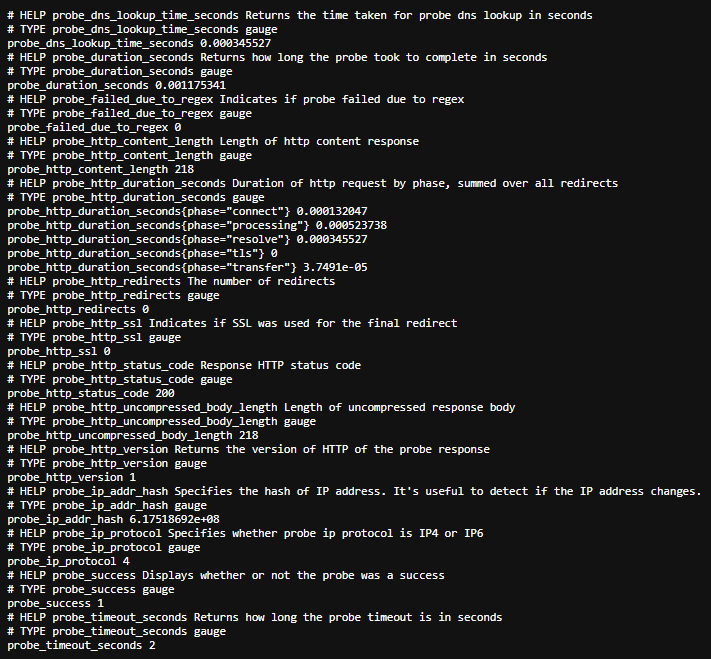 # HELP probe_dns_lookup_time_seconds Returns the time taken for probe dns lookup in seconds
# TYPE probe_dns_lookup_time_seconds gauge
probe_dns_lookup_time_seconds 0.000345527
# HELP probe_duration_seconds Returns how long the probe took to complete in seconds
# TYPE probe_duration_seconds gauge
probe_duration_seconds 0.001175341
# HELP probe_failed_due_to_regex Indicates if probe failed due to regex
# TYPE probe_failed_due_to_regex gauge
probe_failed_due_to_regex 0
# HELP probe_http_content_length Length of http content response
# TYPE probe_http_content_length gauge
probe_http_content_length 218
# HELP probe_http_duration_seconds Duration of http request by phase, summed over all redirects
# TYPE probe_http_duration_seconds gauge
probe_http_duration_seconds{phase="connect"} 0.000132047
probe_http_duration_seconds{phase="processing"} 0.000523738
probe_http_duration_seconds{phase="resolve"} 0.000345527
probe_http_duration_seconds{phase="tls"} 0
probe_http_duration_seconds{phase="transfer"} 3.7491e-05
# HELP probe_http_redirects The number of redirects
# TYPE probe_http_redirects gauge
probe_http_redirects 0
# HELP probe_http_ssl Indicates if SSL was used for the final redirect
# TYPE probe_http_ssl gauge
probe_http_ssl 0
# HELP probe_http_status_code Response HTTP status code
# TYPE probe_http_status_code gauge
probe_http_status_code 200
# HELP probe_http_uncompressed_body_length Length of uncompressed response body
# TYPE probe_http_uncompressed_body_length gauge
probe_http_uncompressed_body_length 218
# HELP probe_http_version Returns the version of HTTP of the probe response
# TYPE probe_http_version gauge
probe_http_version 1
# HELP probe_ip_addr_hash Specifies the hash of IP address. It's useful to detect if the IP address changes.
# TYPE probe_ip_addr_hash gauge
probe_ip_addr_hash 6.17518692e+08
# HELP probe_ip_protocol Specifies whether probe ip protocol is IP4 or IP6
# TYPE probe_ip_protocol gauge
probe_ip_protocol 4
# HELP probe_success Displays whether or not the probe was a success
# TYPE probe_success gauge
probe_success 1
# HELP probe_timeout_seconds Returns how long the probe timeout is in seconds
# TYPE probe_timeout_seconds gauge
probe_timeout_seconds 2